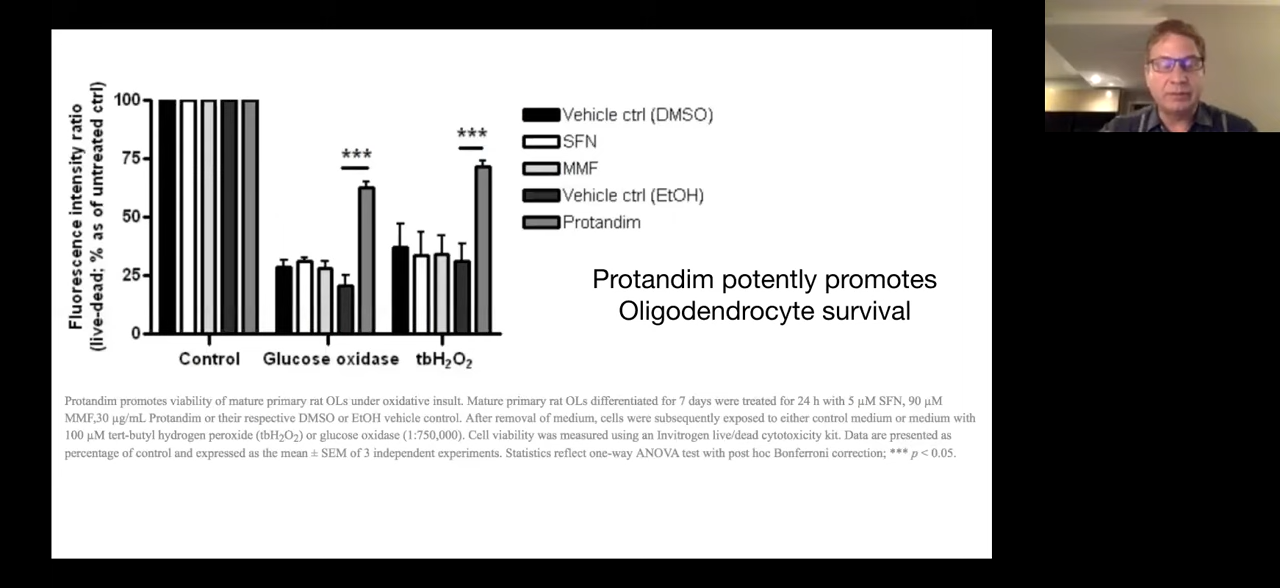 Fluorescence intensity ratio
(live-dead; % as of untreated ctrl)
100
75
50
25
0
***
***
Control
Glucose oxidase
tbH₂O₂
Vehicle ctrl (DMSO)
SFN
MMF
Vehicle ctrl (EtOH)
Protandim
Protandim potently promotes
Oligodendrocyte survival
Protandim promotes viability of mature primary rat OLs under oxidative insult. Mature primary rat OLs differentiated for 7 days were treated for 24 h with 5 μM SFN, 90 μM
MMF,30 μg/mL Protandim or their respective DMSO or EtOH vehicle control. After removal of medium, cells were subsequently exposed to either control medium or medium with
100 μM tert-butyl hydrogen peroxide (tbH₂O₂) or glucose oxidase (1:750,000). Cell viability was measured using an Invitrogen live/dead cytotoxicity kit. Data are presented as
percentage of control and expressed as the mean ± SEM of 3 independent experiments. Statistics reflect one-way ANOVA test with post hoc Bonferroni correction; *** p < 0.05.